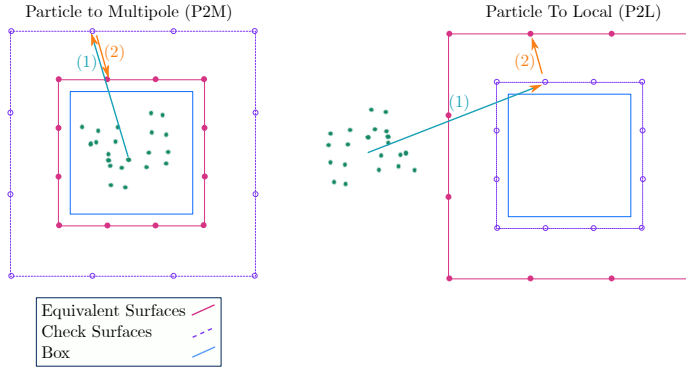 Particle to Multipole (P2M)
Particle To Local (P2L)
(1)
(2)
(1)
(2)
Equivalent Surfaces
Check Surfaces
Box